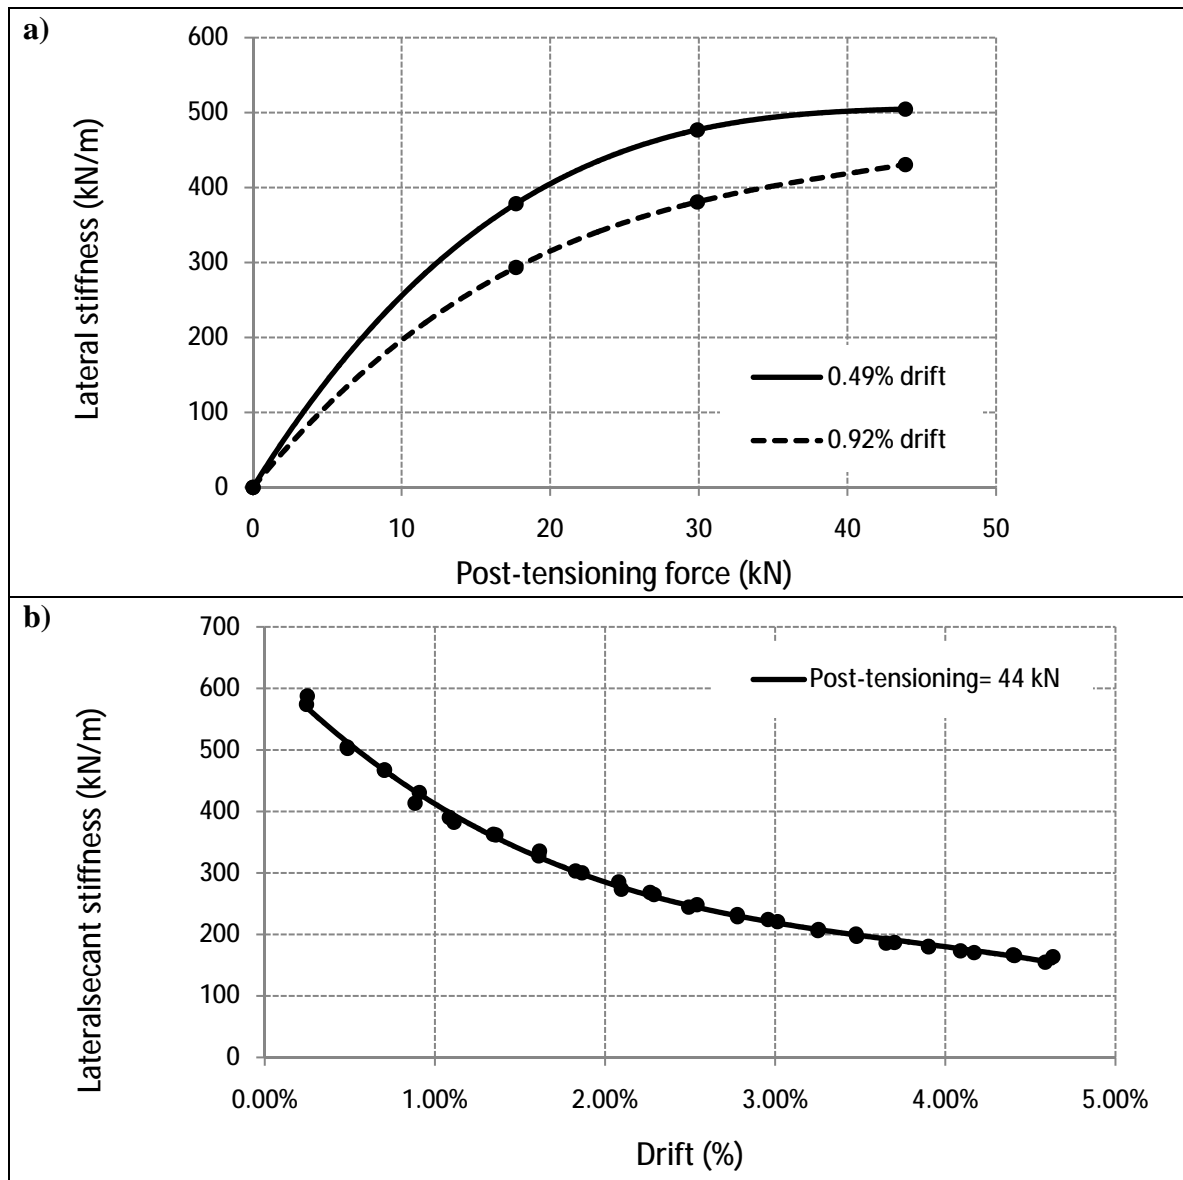 a)
600
500
400
300
200
100
0
Lateral stiffness (kN/m)
0.49% drift
0.92% drift
0 10 20 30 40 50
Post-tensioning force (kN)
b)
700
600
500
400
300
200
100
0
Lateralsecant stiffness (kN/m)
Post-tensioning= 44 kN
0.00% 1.00% 2.00% 3.00% 4.00% 5.00%
Drift (%)